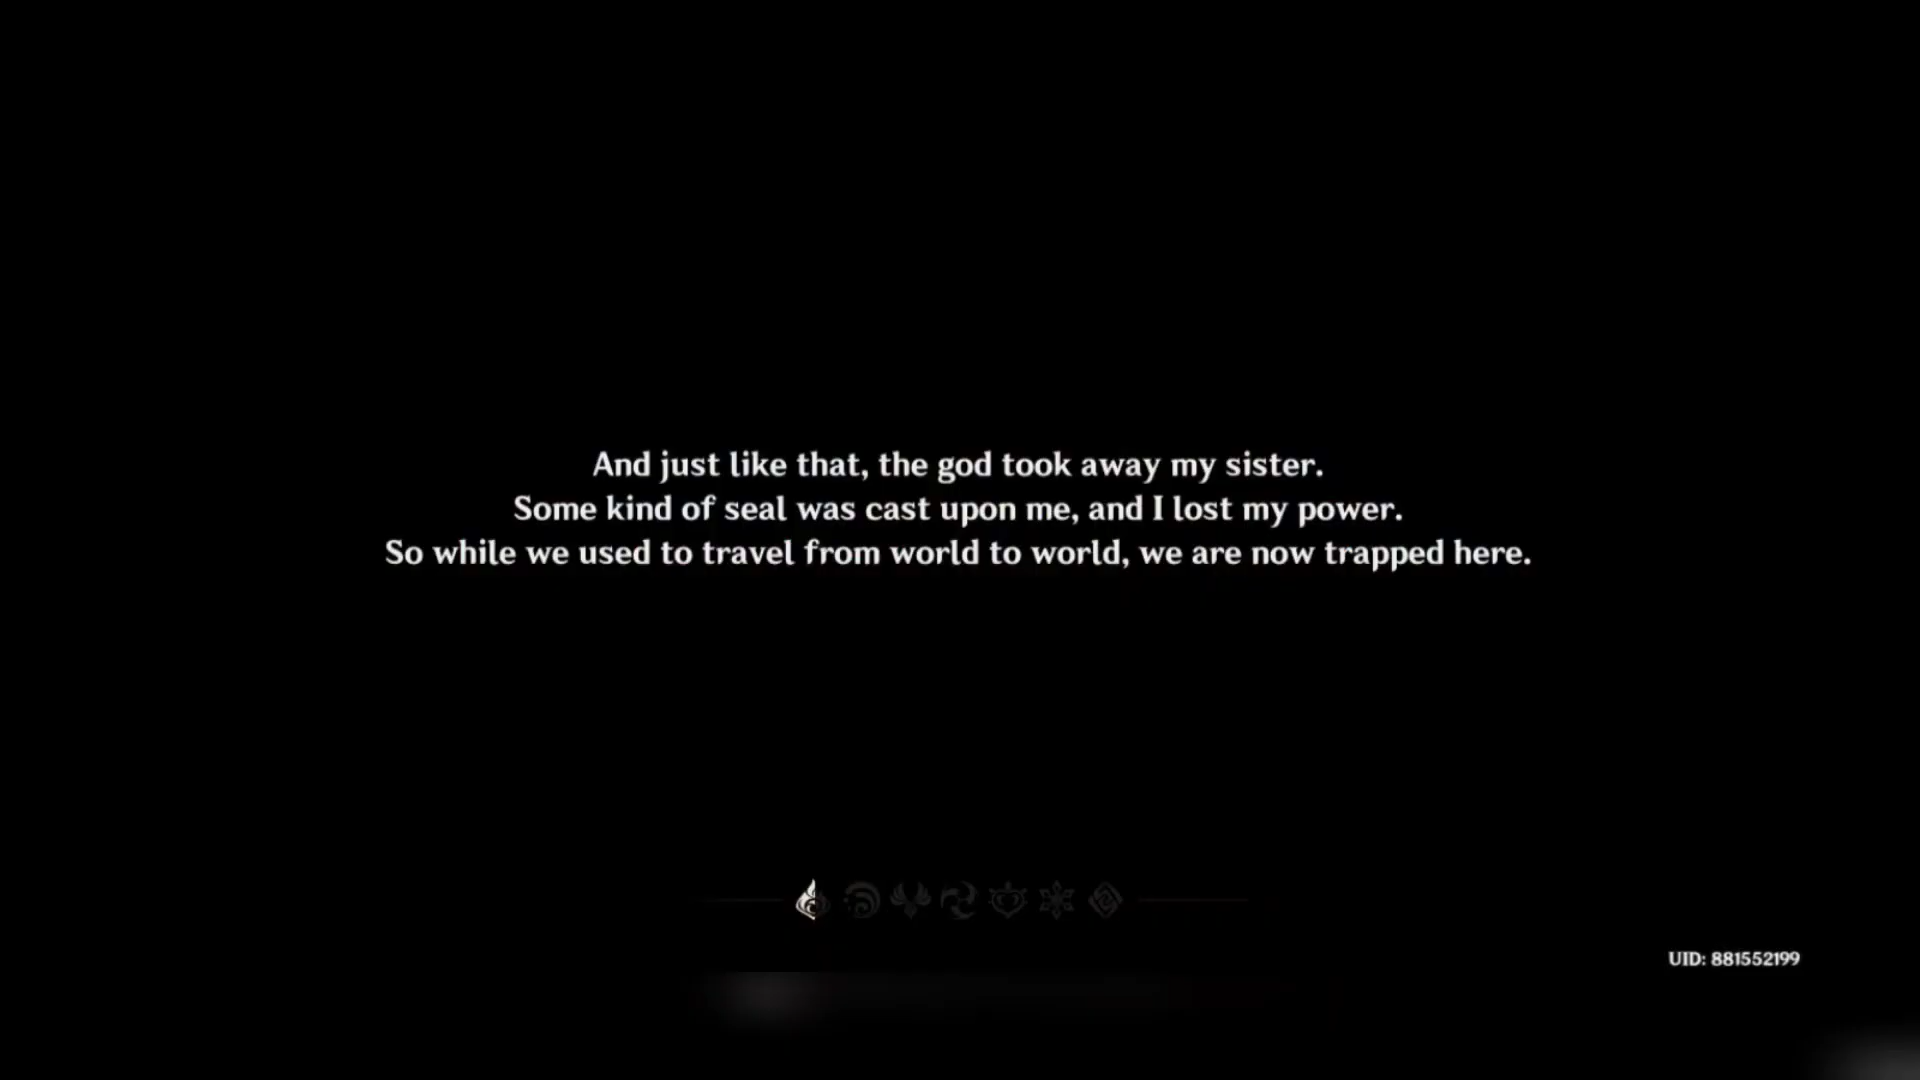 And just like that, the god took away my sister.
Some kind of seal was cast upon me, and I lost my power.
So while we used to travel from world to world, we are now trapped here.
UID: 881552199